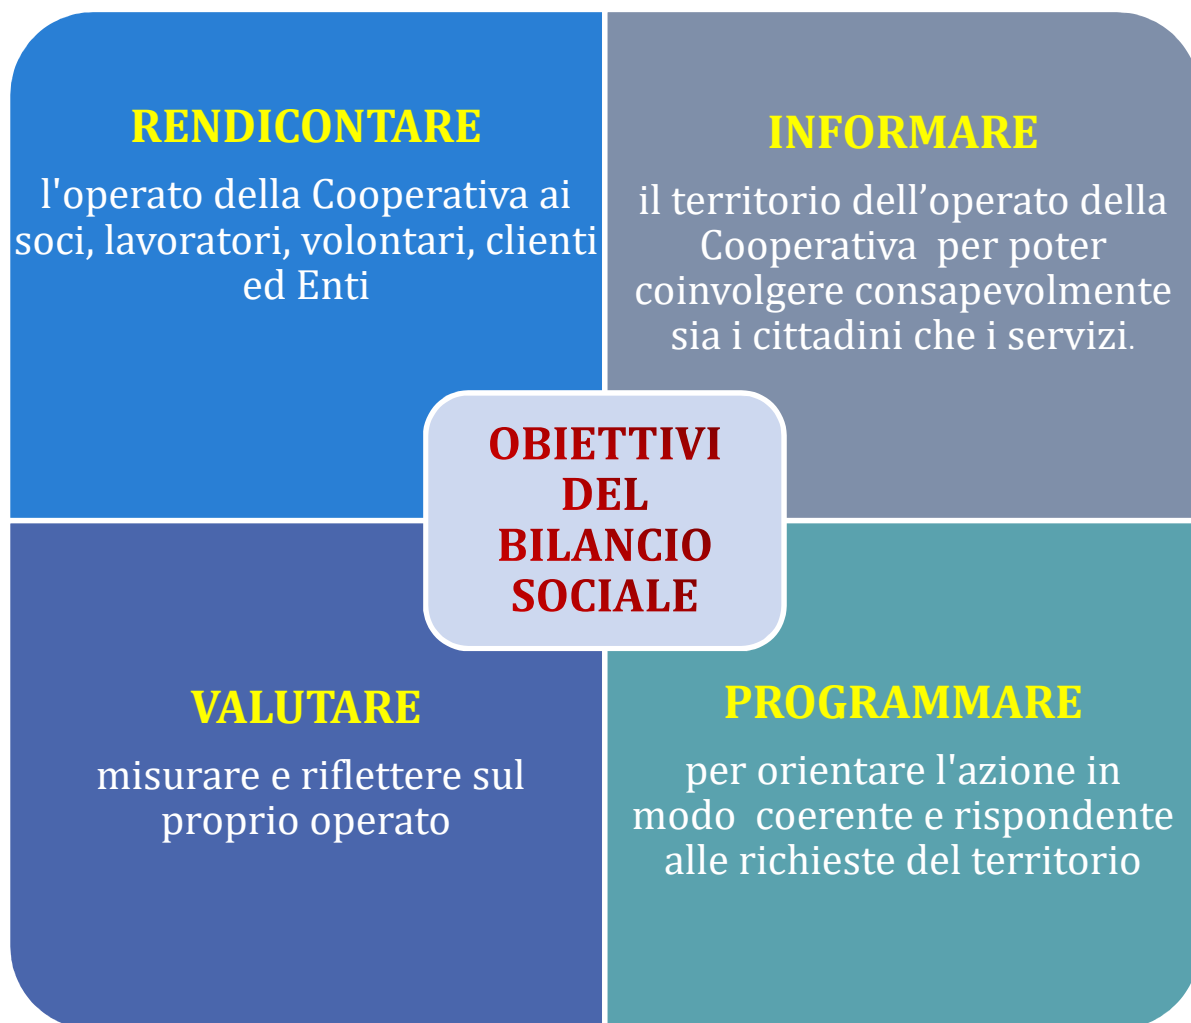 RENDICONTARE
l'operato della Cooperativa ai
soci, lavoratori, volontari, clienti
ed Enti
INFORMARE
il territorio dell’operato della
Cooperativa  per poter
coinvolgere consapevolmente
sia i cittadini che i servizi.
OBIETTIVI
DEL
BILANCIO
SOCIALE
VALUTARE
misurare e riflettere sul
proprio operato
PROGRAMMARE
per orientare l'azione in
modo  coerente e rispondente
alle richieste del territorio